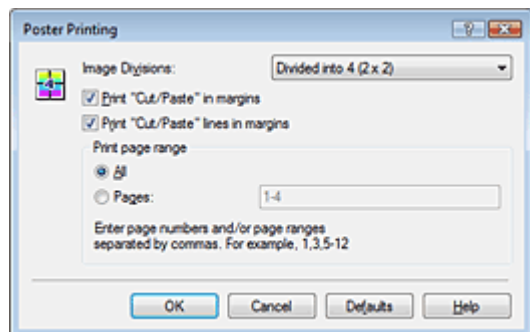 Poster Printing
Image Divisions: Divided into 4 (2 x 2)
Print "Cut/Paste" in margins
Print "Cut/Paste" lines in margins
Print page range
All
Pages: 1-4
Enter page numbers and/or page ranges
separated by commas. For example, 1,3,5-12
OK Cancel Defaults Help